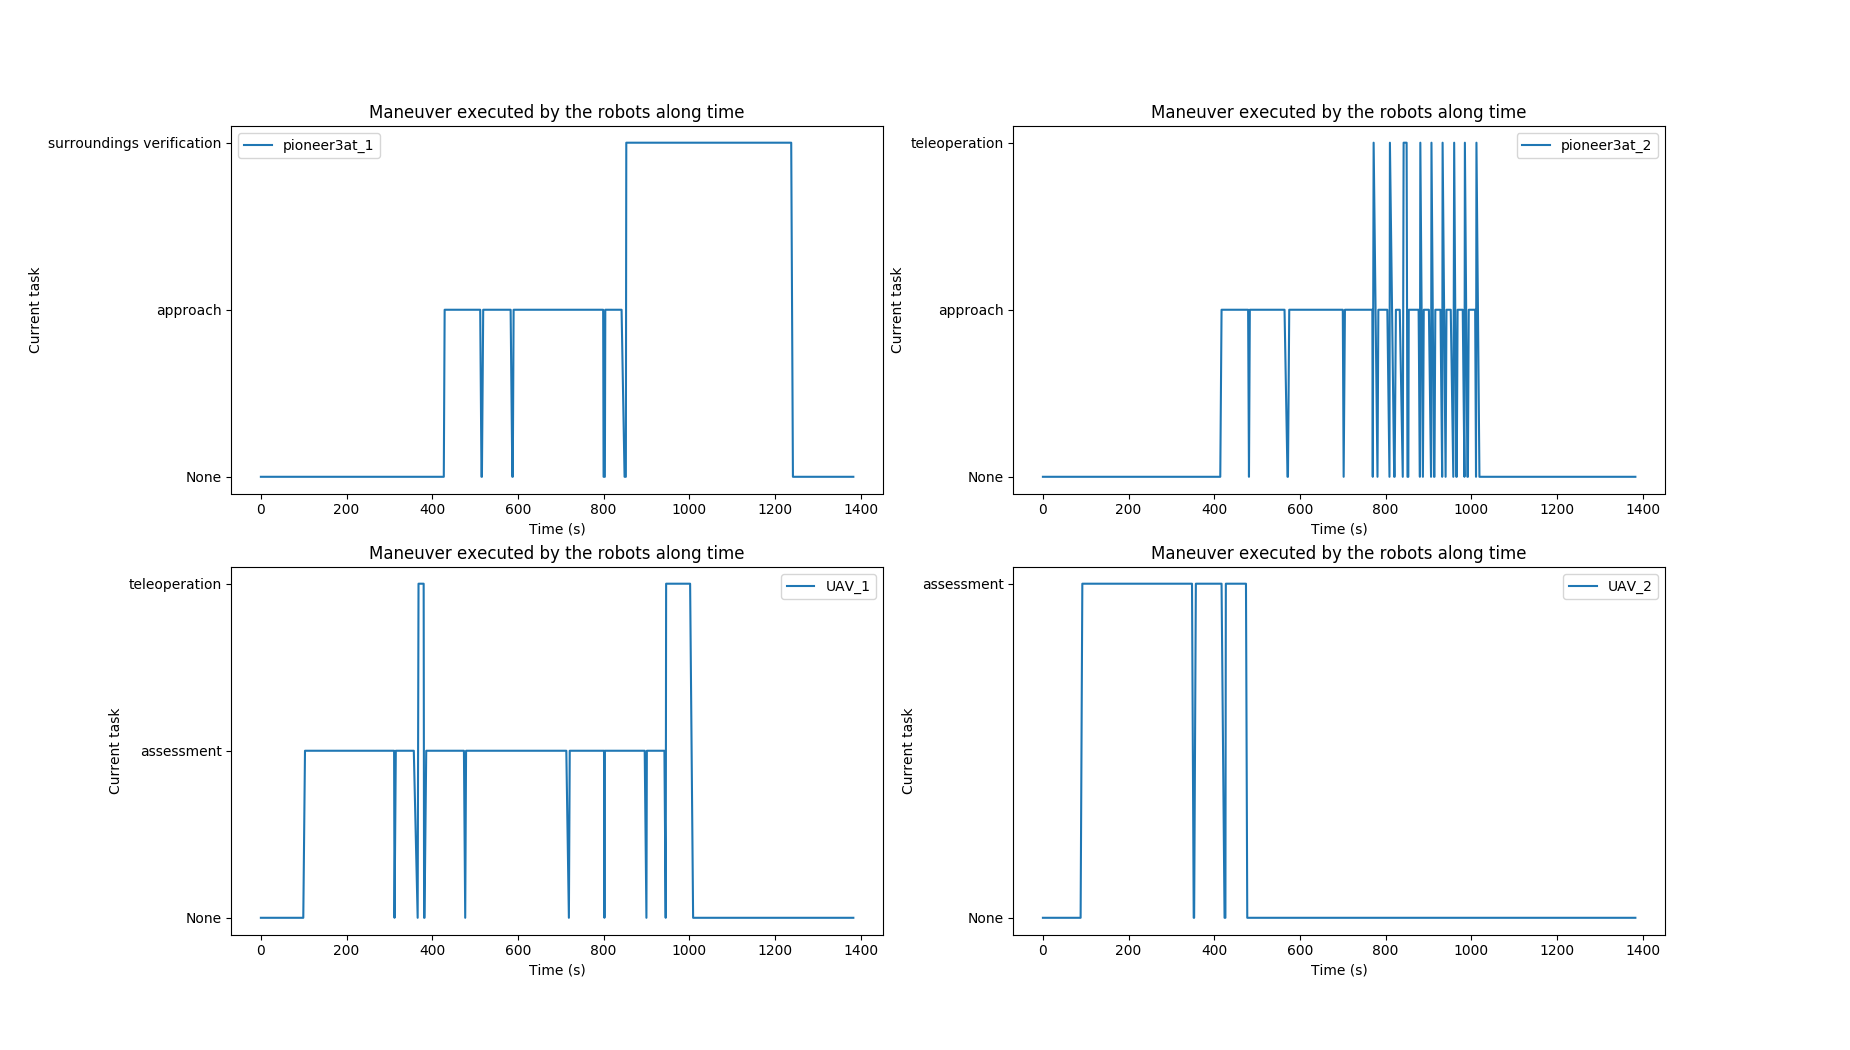 Maneuver executed by the robots along time
surroundings verification
approach
None
Current task
pioneer3at_1
0 200 400 600 800 1000 1200 1400
Time (s)
Maneuver executed by the robots along time
teleoperation
approach
None
Current task
pioneer3at_2
0 200 400 600 800 1000 1200 1400
Time (s)
Maneuver executed by the robots along time
teleoperation
assessment
None
Current task
UAV_1
0 200 400 600 800 1000 1200 1400
Time (s)
Maneuver executed by the robots along time
assessment
None
Current task
UAV_2
0 200 400 600 800 1000 1200 1400
Time (s)